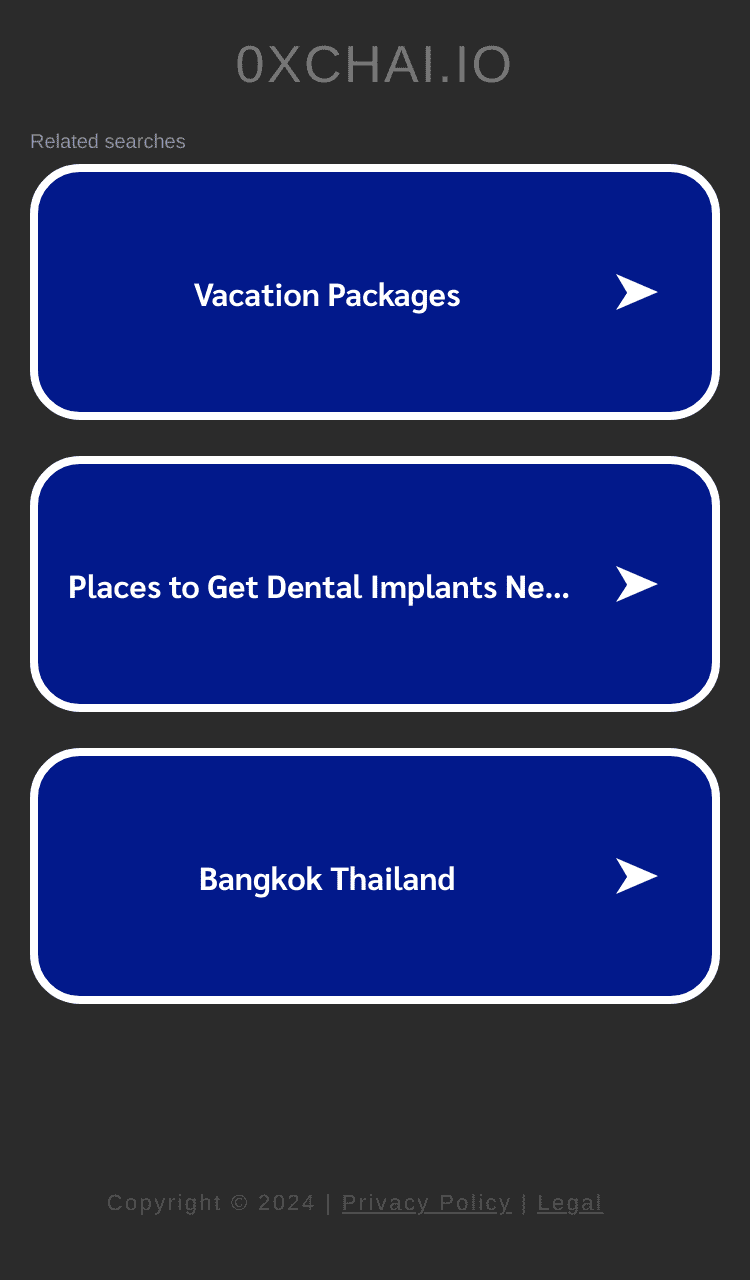 0XCHAI.IO
Related searches
Vacation Packages
Places to Get Dental Implants Ne...
Bangkok Thailand
Copyright © 2024 | Privacy Policy | Legal